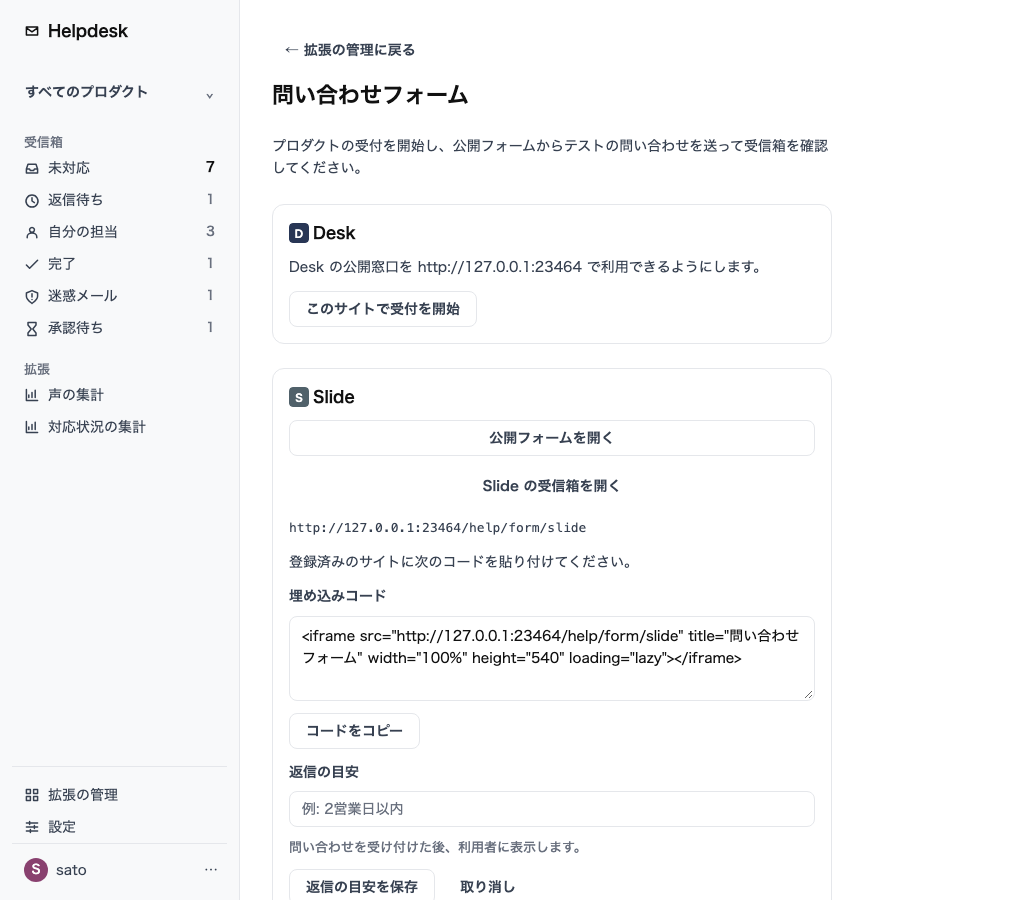 Helpdesk
すべてのプロダクト
受信箱
未対応 7
返信待ち 1
自分の担当 3
完了 1
迷惑メール 1
承認待ち 1
拡張
声の集計
対応状況の集計
拡張の管理
設定
S sato ...
← 拡張の管理に戻る
問い合わせフォーム
プロダクトの受付を開始し、公開フォームからテストの問い合わせを送って受信箱を確認
してください。
D Desk
Desk の公開窓口を http://127.0.0.1:23464 で利用できるようにします。
このサイトで受付を開始
S Slide
公開フォームを開く
Slide の受信箱を開く
http://127.0.0.1:23464/help/form/slide
登録済みのサイトに次のコードを貼り付けてください。
埋め込みコード
<iframe src="http://127.0.0.1:23464/help/form/slide" title="問い合わせ
フォーム" width="100%" height="540" loading="lazy"></iframe>
コードをコピー
返信の目安
例: 2営業日以内
問い合わせを受け付けた後、利用者に表示します。
返信の目安を保存 取り消し